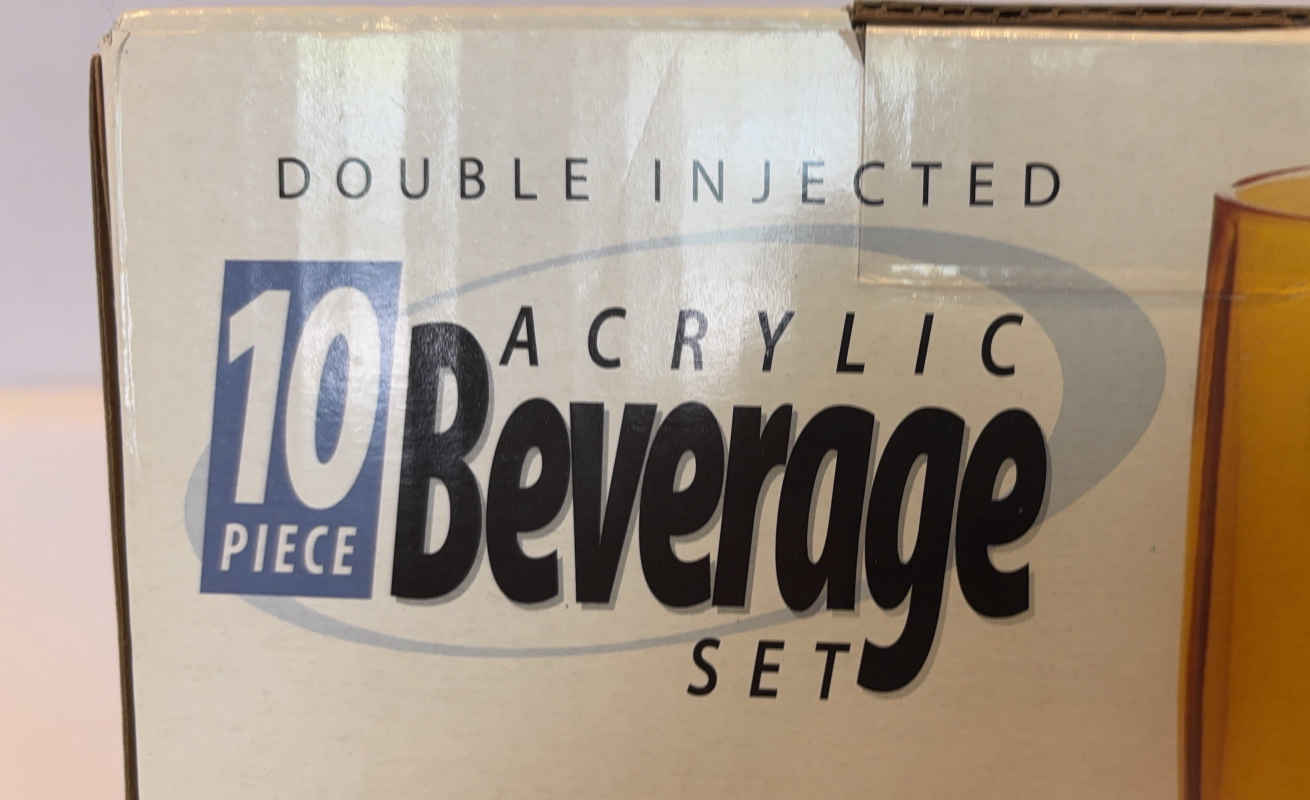 DOUBLE INJECTED
10
PIECE
ACRYLIC
Beverage
SET